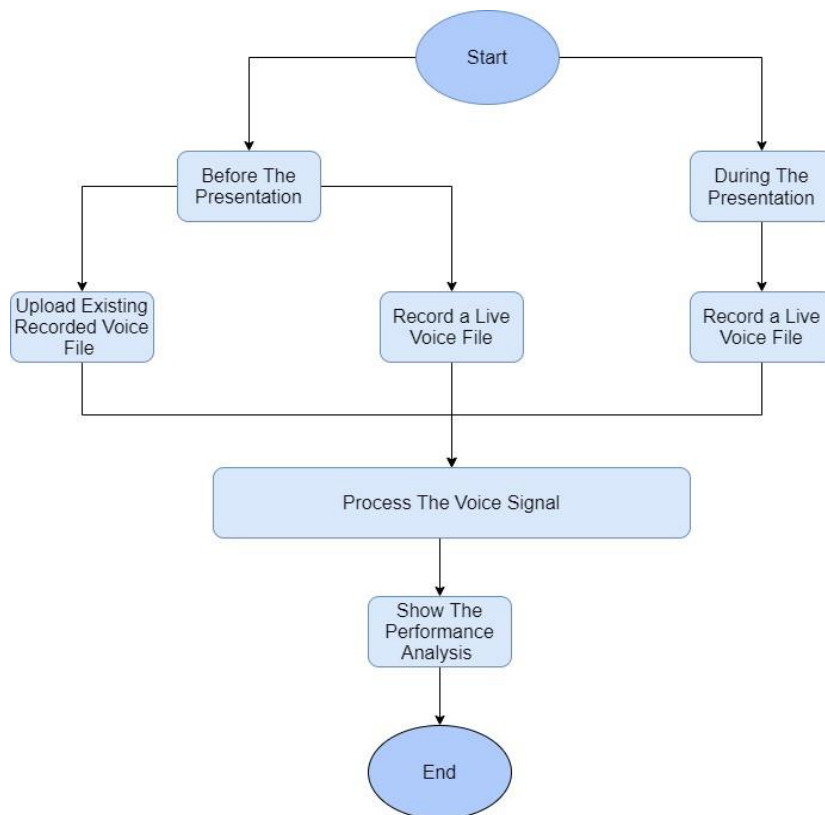 Start
Before The
Presentation
During The
Presentation
Upload Existing
Recorded Voice
File
Record a Live
Voice File
Record a Live
Voice File
Process The Voice Signal
Show The
Performance
Analysis
End